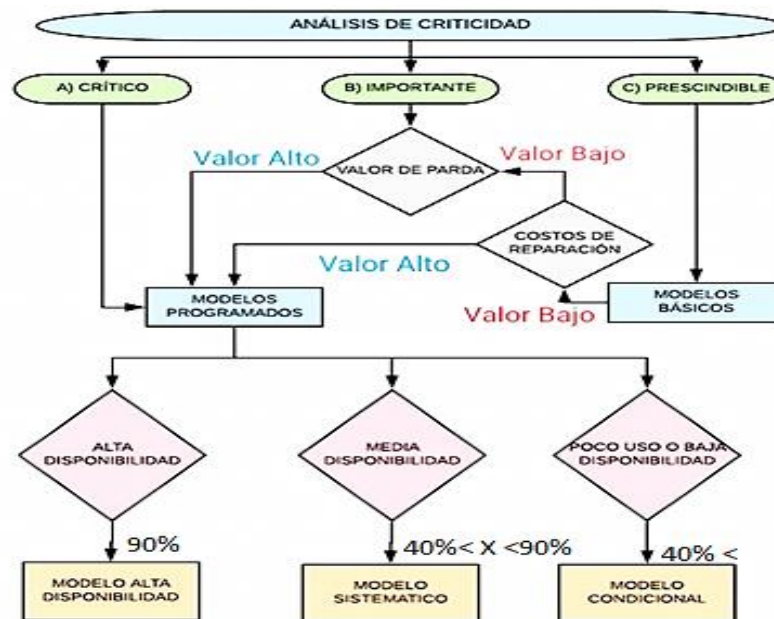 ANÁLISIS DE CRITICIDAD
A) CRÍTICO
B) IMPORTANTE
C) PRESCINDIBLE
Valor Alto
VALOR DE PARDA
Valor Bajo
COSTOS DE
REPARACIÓN
Valor Alto
MODELOS
PROGRAMADOS
Valor Bajo
MODELOS
BÁSICOS
ALTA
DISPONIBILIDAD
MEDIA
DISPONIBILIDAD
POCO USO O BAJA
DISPONIBILIDAD
90%
40%< X <90%
40% <
MODELO ALTA
DISPONIBILIDAD
MODELO
SISTEMATICO
MODELO
CONDICIONAL